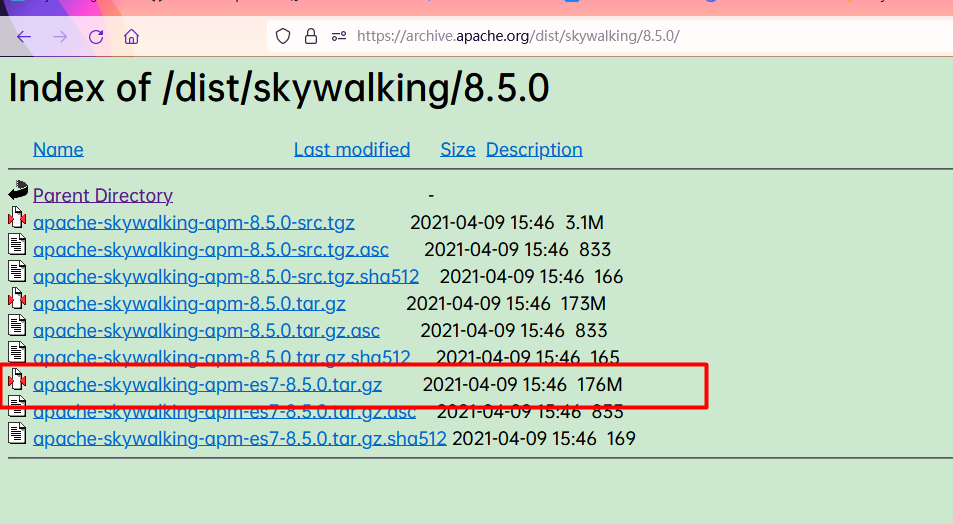 https://archive.apache.org/dist/skywalking/8.5.0/
Index of /dist/skywalking/8.5.0
Name Last modified Size Description
Parent Directory -
apache-skywalking-apm-8.5.0-src.tgz 2021-04-09 15:46 3.1M
apache-skywalking-apm-8.5.0-src.tgz.asc 2021-04-09 15:46 833
apache-skywalking-apm-8.5.0-src.tgz.sha512 2021-04-09 15:46 166
apache-skywalking-apm-8.5.0.tar.gz 2021-04-09 15:46 173M
apache-skywalking-apm-8.5.0.tar.gz.asc 2021-04-09 15:46 833
apache-skywalking-apm-8.5.0.tar.gz.sha512 2021-04-09 15:46 165
apache-skywalking-apm-es7-8.5.0.tar.gz 2021-04-09 15:46 176M
apache-skywalking-apm-es7-8.5.0.tar.gz.asc 2021-04-09 15:46 833
apache-skywalking-apm-es7-8.5.0.tar.gz.sha512 2021-04-09 15:46 169